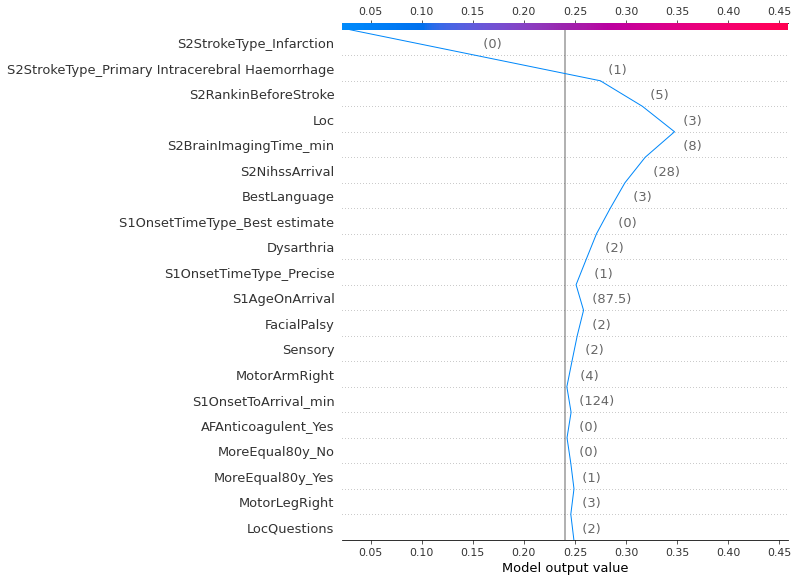 0.05 0.10 0.15 0.20 0.25 0.30 0.35 0.40 0.45
S2StrokeType_Infarction (0)
S2StrokeType_Primary Intracerebral Haemorrhage (1)
S2RankinBeforeStroke (5)
Loc (3)
S2BrainImagingTime_min (8)
S2NihssArrival (28)
BestLanguage (3)
S1OnsetTimeType_Best estimate (0)
Dysarthria (2)
S1OnsetTimeType_Precise (1)
S1AgeOnArrival (87.5)
FacialPalsy (2)
Sensory (2)
MotorArmRight (4)
S1OnsetToArrival_min (124)
AFAnticoagulent_Yes (0)
MoreEqual80y_No (0)
MoreEqual80y_Yes (1)
MotorLegRight (3)
LocQuestions (2)
0.05 0.10 0.15 0.20 0.25 0.30 0.35 0.40 0.45
Model output value